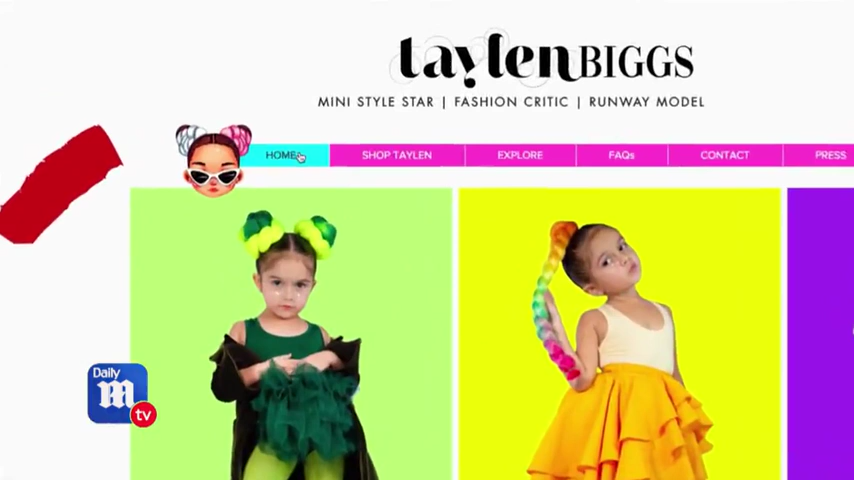 taylenBIGGS
MINI STYLE STAR | FASHION CRITIC | RUNWAY MODEL
HOME
SHOP TAYLEN
EXPLORE
FAQs
CONTACT
PRESS
Daily
M
tv